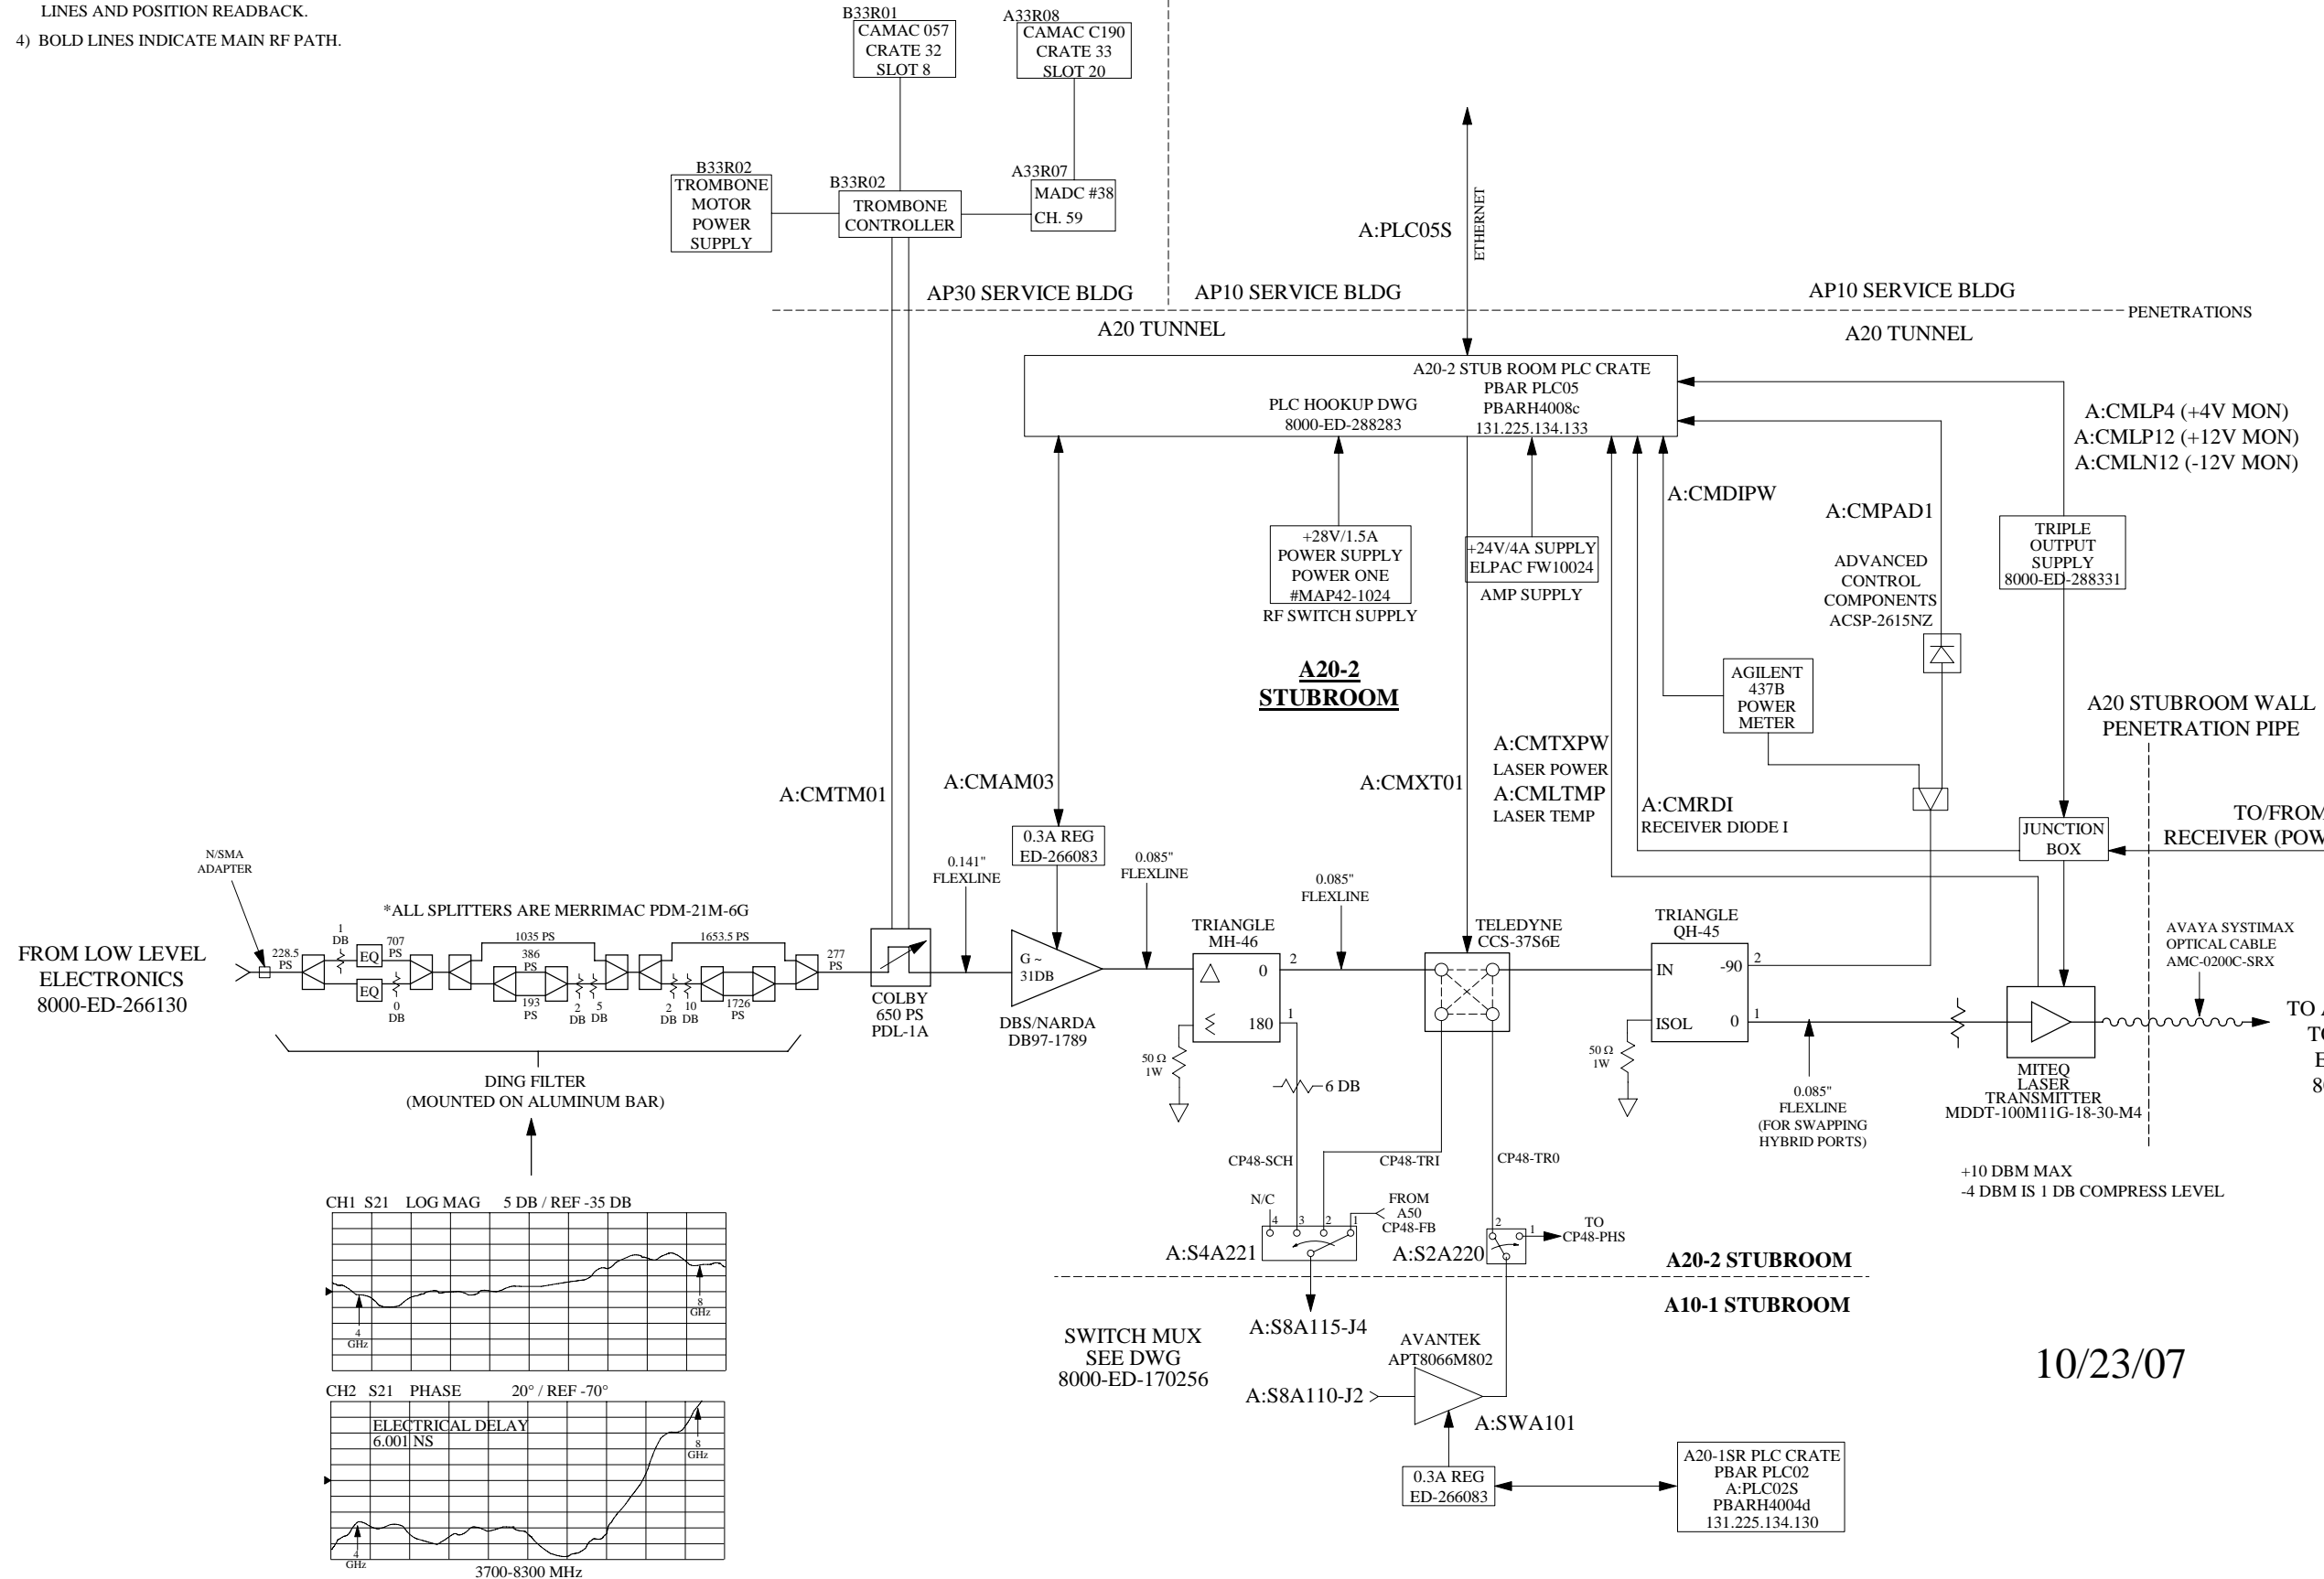 LINES AND POSITION READBACK.
4) BOLD LINES INDICATE MAIN RF PATH.
B33R01
CAMAC 057
CRATE 32
SLOT 8
A33R08
CAMAC C190
CRATE 33
SLOT 20
B33R02
TROMBONE
MOTOR
POWER
SUPPLY
B33R02
TROMBONE
CONTROLLER
A33R07
MADC #38
CH. 59
A:PLC05S
ETHERNET
AP30 SERVICE BLDG
AP10 SERVICE BLDG
AP10 SERVICE BLDG
PENETRATIONS
A20 TUNNEL
A20 TUNNEL
A20-2 STUB ROOM PLC CRATE
PBAR PLC05
PBARH4008c
131.225.134.133
PLC HOOKUP DWG
8000-ED-288283
A:CMLP4 (+4V MON)
A:CMLP12 (+12V MON)
A:CMLN12 (-12V MON)
A:CMDIPW
A:CMPAD1
+28V/1.5A
POWER SUPPLY
POWER ONE
#MAP42-1024
RF SWITCH SUPPLY
+24V/4A SUPPLY
ELPAC FW10024
AMP SUPPLY
ADVANCED
CONTROL
COMPONENTS
ACSP-2615NZ
TRIPLE
OUTPUT
SUPPLY
8000-ED-288331
A20-2
STUBROOM
AGILENT
437B
POWER
METER
A20 STUBROOM WALL
PENETRATION PIPE
A:CMTM01
A:CMAM03
A:CMXT01
A:CMTXPW
LASER POWER
A:CMLTMP
LASER TEMP
A:CMRDI
RECEIVER DIODE I
JUNCTION
BOX
TO/FROM
RECEIVER (POW
0.3A REG
ED-266083
N/SMA
ADAPTER
0.141"
FLEXLINE
0.085"
FLEXLINE
0.085"
FLEXLINE
*ALL SPLITTERS ARE MERRIMAC PDM-21M-6G
FROM LOW LEVEL
ELECTRONICS
8000-ED-266130
228.5
PS
1
DB
EQ
707
PS
EQ
0
DB
1035 PS
386
PS
193
PS
2
DB
5
DB
1653.5 PS
2
DB
10
DB
1726
PS
277
PS
COLBY
650 PS
PDL-1A
G ~
31DB
DBS/NARDA
DB97-1789
TRIANGLE
MH-46
0
2
180
1
50 Ω
1W
6 DB
TELEDYNE
CCS-37S6E
TRIANGLE
QH-45
IN
-90
2
ISOL
0
1
50 Ω
1W
0.085"
FLEXLINE
(FOR SWAPPING
HYBRID PORTS)
AVAYA SYSTIMAX
OPTICAL CABLE
AMC-0200C-SRX
MITEQ
LASER
TRANSMITTER
MDDT-100M11G-18-30-M4
+10 DBM MAX
-4 DBM IS 1 DB COMPRESS LEVEL
DING FILTER
(MOUNTED ON ALUMINUM BAR)
CP48-SCH
CP48-TRI
CP48-TR0
N/C
4
3
2
1
FROM
A50
CP48-FB
A:S4A221
2
1
TO
CP48-PHS
A:S2A220
A20-2 STUBROOM
A10-1 STUBROOM
A:S8A115-J4
SWITCH MUX
SEE DWG
8000-ED-170256
AVANTEK
APT8066M802
A:S8A110-J2
A:SWA101
0.3A REG
ED-266083
A20-1SR PLC CRATE
PBAR PLC02
A:PLC02S
PBARH4004d
131.225.134.130
10/23/07
CH1 S21 LOG MAG 5 DB / REF -35 DB
4
GHz
8
GHz
CH2 S21 PHASE 20° / REF -70°
ELECTRICAL DELAY
6.001 NS
4
GHz
8
GHz
3700-8300 MHz